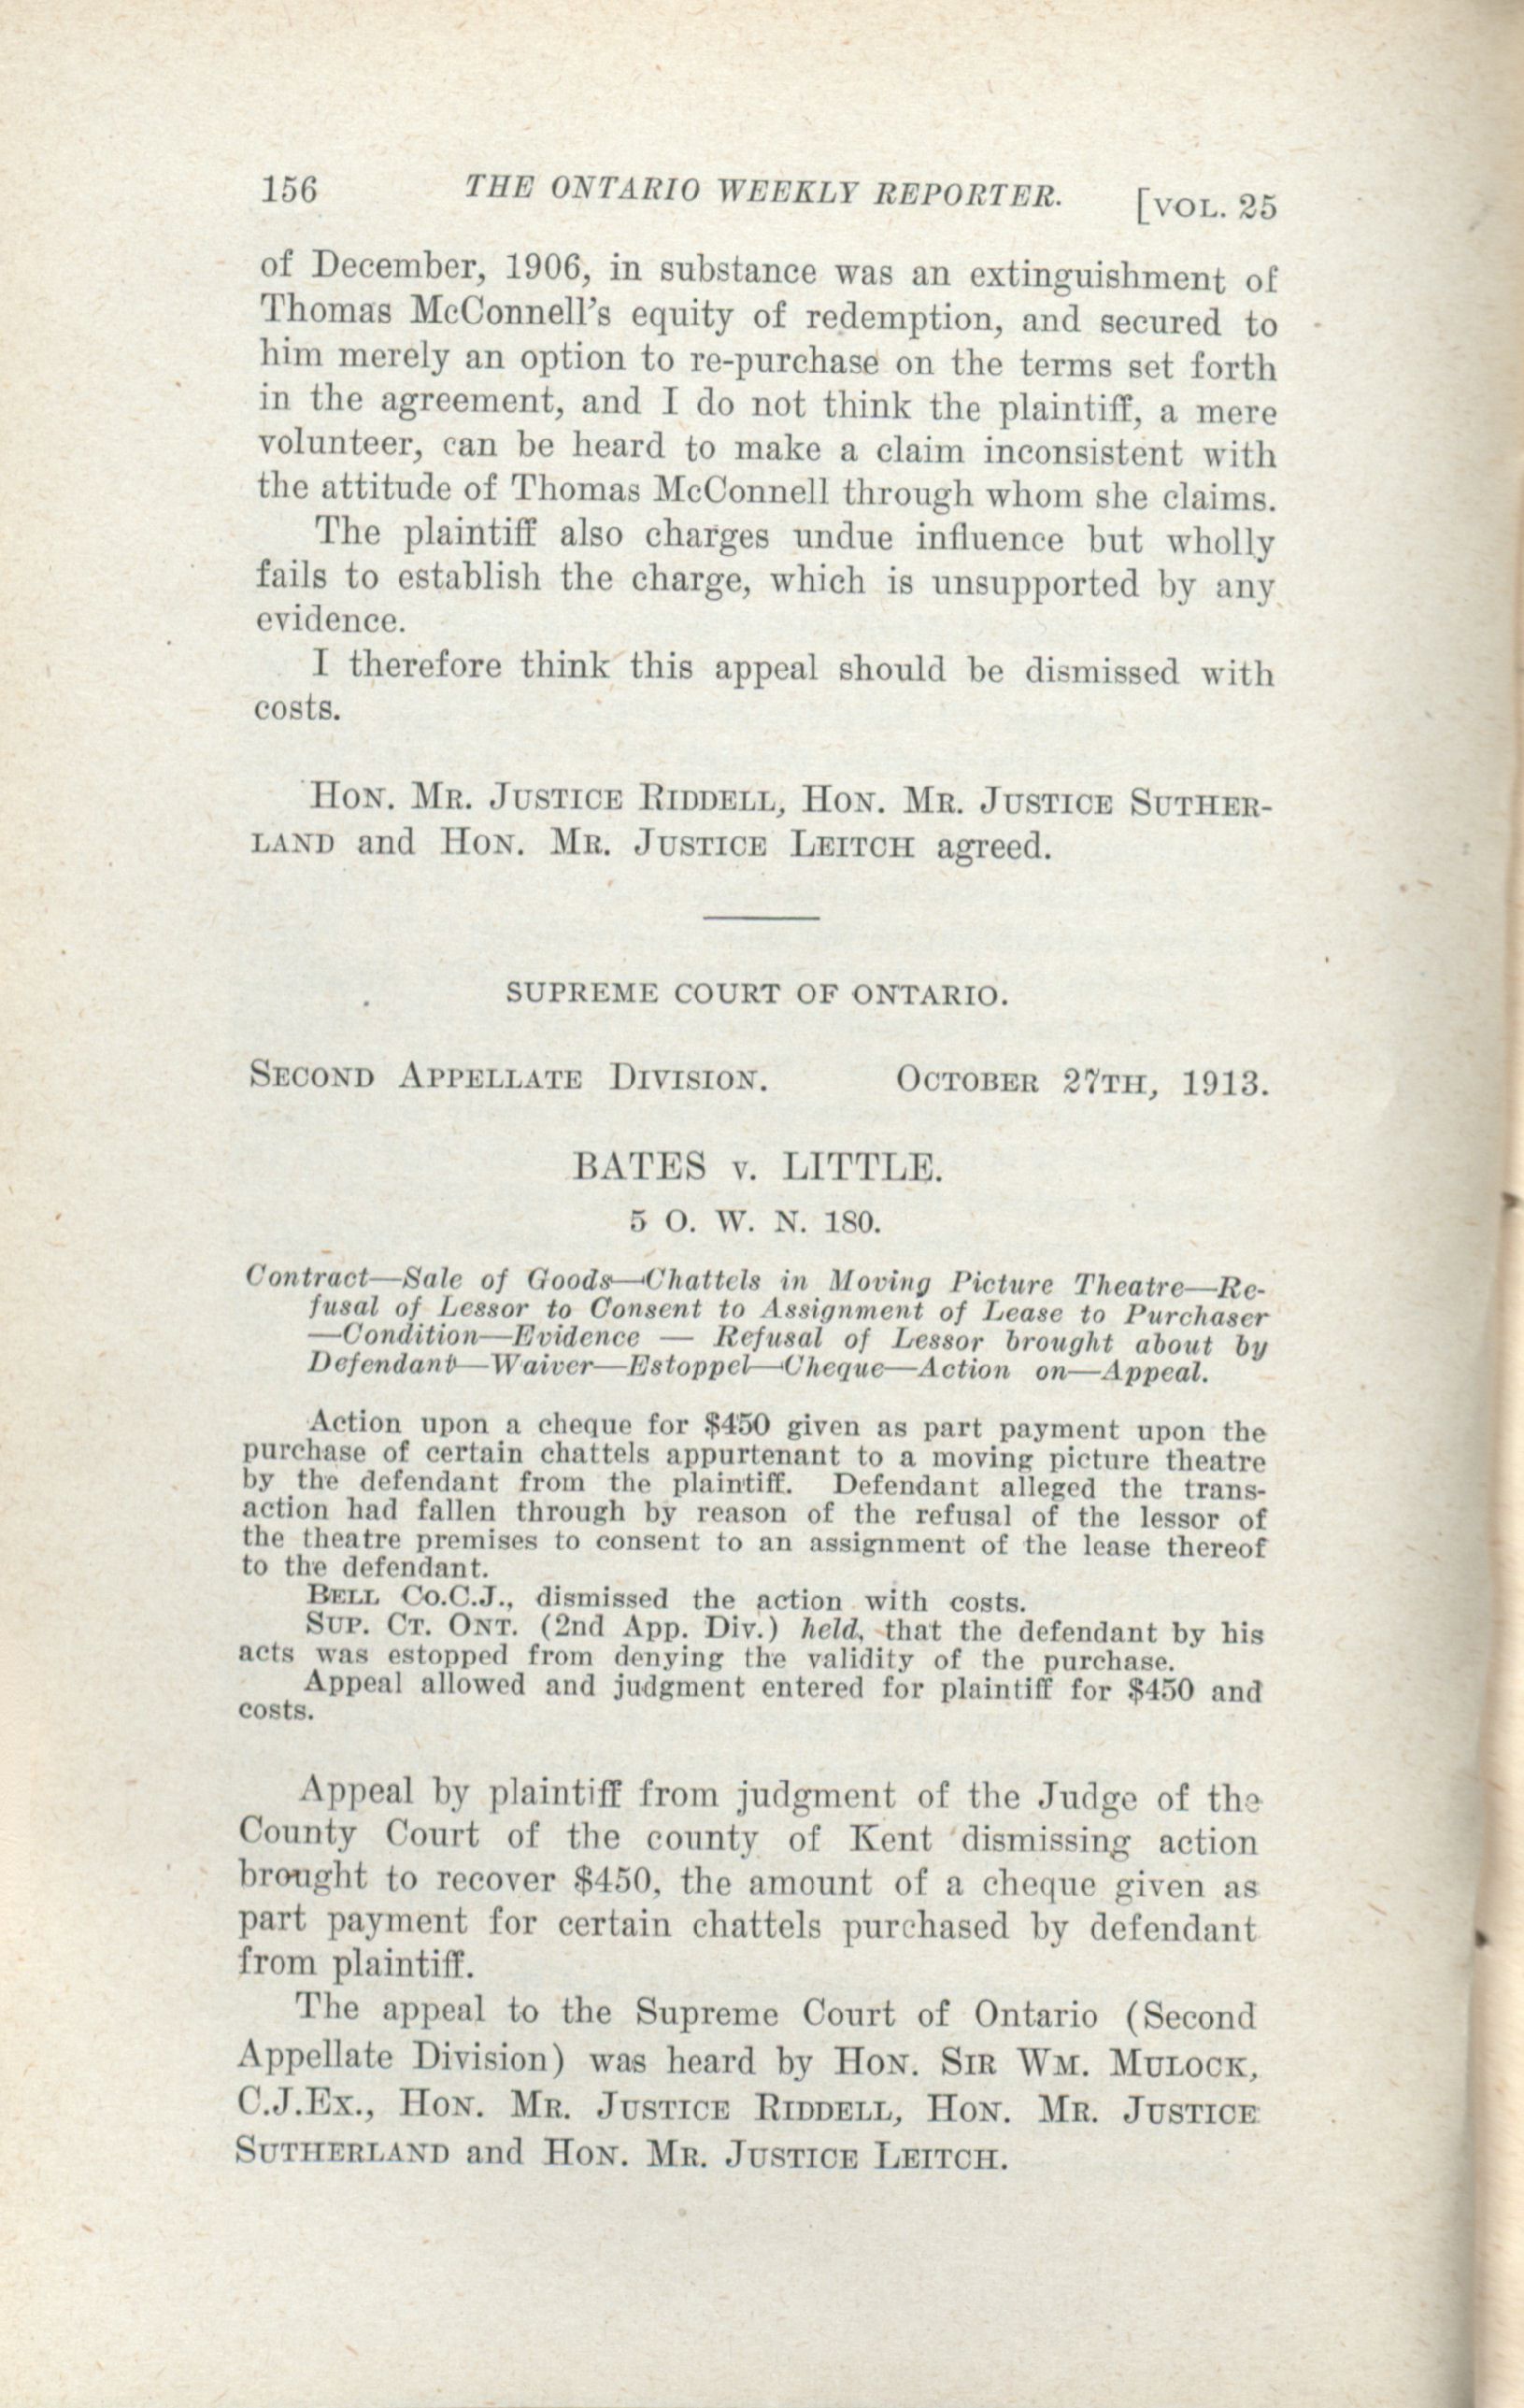 156 THE ONTARIO WEEKLY REPORTER. [VOL. 25
of December, 1906, in substance was an extinguishment of
Thomas McConnell's equity of redemption, and secured to
him merely an option to re-purchase on the terms set forth
in the agreement, and I do not think the plaintiff, a mere
volunteer, can be heard to make a claim inconsistent with
the attitude of Thomas McConnell through whom she claims.
The plaintiff also charges undue influence but wholly
fails to establish the charge, which is unsupported by any
evidence.
I therefore think this appeal should be dismissed with
costs.
HON. MR. JUSTICE RIDDELL, HON. MR. JUSTICE SUTHER-
LAND and HON. MR. JUSTICE LEITCH agreed.
SUPREME COURT OF ONTARIO.
SECOND APPELLATE DIVISION. OCTOBER 27TH, 1913.
BATES v. LITTLE.
5 O. W. N. 180.
Contract—Sale of Goods—Chattels in Moving Picture Theatre—Re-
fusal of Lessor to Consent to Assignment of Lease to Purchaser
—Condition—Evidence — Refusal of Lessor brought about by
Defendant—Waiver—Estoppel—Cheque—Action on—Appeal.
Action upon a cheque for $450 given as part payment upon the
purchase of certain chattels appurtenant to a moving picture theatre
by the defendant from the plaintiff. Defendant alleged the trans-
action had fallen through by reason of the refusal of the lessor of
the theatre premises to consent to an assignment of the lease thereof
to the defendant.
BELL CO.C.J., dismissed the action with costs.
SUP. CT. ONT. (2nd App. Div.) held, that the defendant by his
acts was estopped from denying the validity of the purchase.
Appeal allowed and judgment entered for plaintiff for $450 and
costs.
Appeal by plaintiff from judgment of the Judge of the
County Court of the county of Kent dismissing action
brought to recover $450, the amount of a cheque given as
part payment for certain chattels purchased by defendant
from plaintiff.
The appeal to the Supreme Court of Ontario (Second
Appellate Division) was heard by HON. SIR WM. MULOCK,
C.J.EX., HON. MR. JUSTICE RIDDELL, HON. MR. JUSTICE
SUTHERLAND and HON. MR. JUSTICE LEITCH.